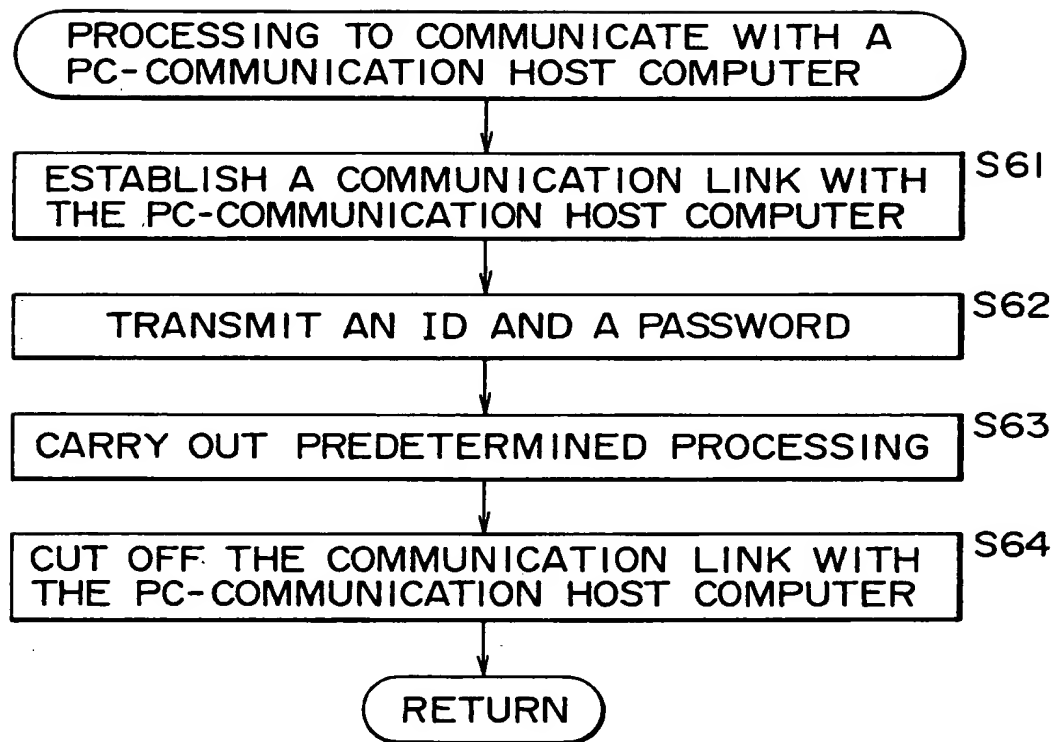 PROCESSING TO COMMUNICATE WITH A
PC-COMMUNICATION HOST COMPUTER
S61
ESTABLISH A COMMUNICATION LINK WITH
THE PC-COMMUNICATION HOST COMPUTER
S62
TRANSMIT AN ID AND A PASSWORD
S63
CARRY OUT PREDETERMINED PROCESSING
S64
CUT OFF THE COMMUNICATION LINK WITH
THE PC-COMMUNICATION HOST COMPUTER
RETURN